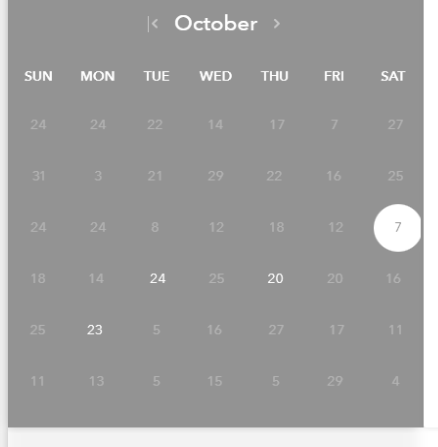 |< October >
SUN MON TUE WED THU FRI SAT
24 24 22 14 17 7 27
31 3 21 29 22 16 25
24 24 8 12 18 12 7
18 14 24 25 20 20 16
25 23 5 16 27 17 11
11 13 5 15 5 29 4